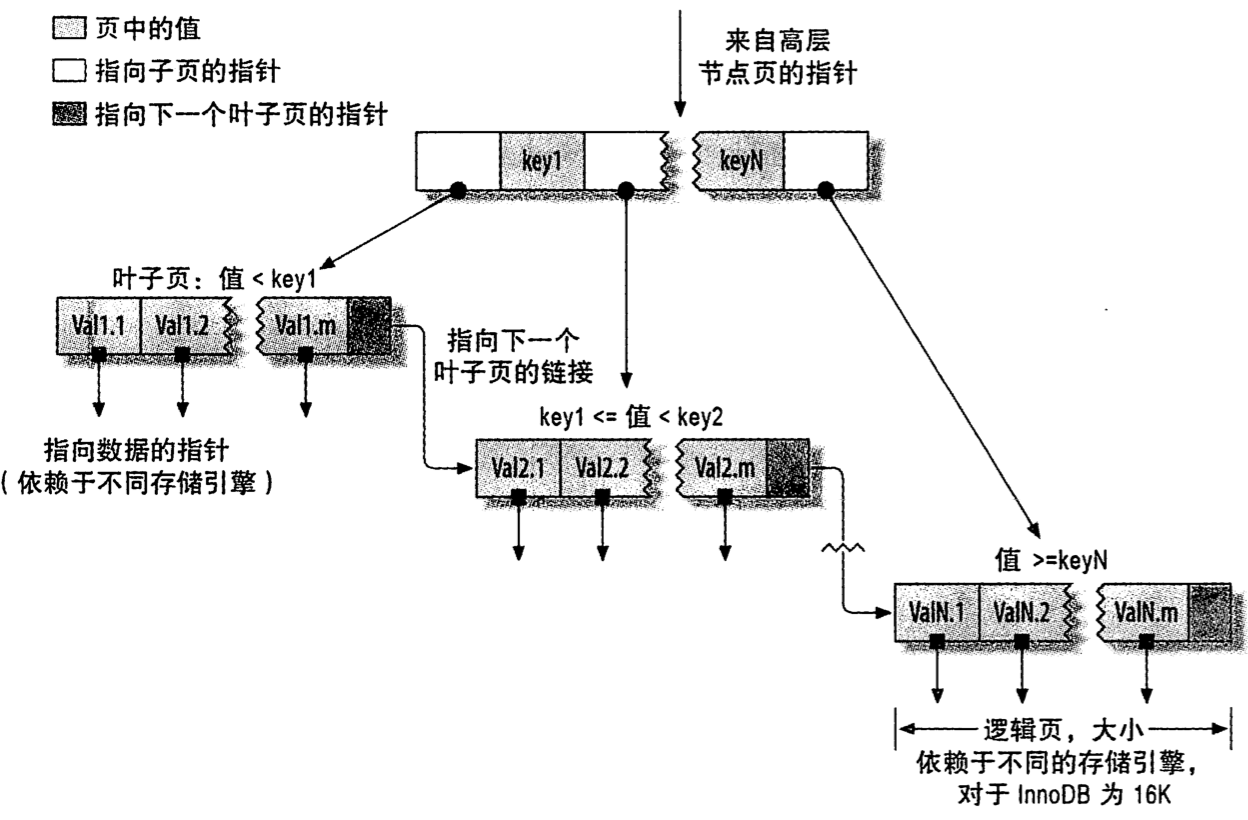 页中的值
指向子页的指针
指向下一个叶子页的指针
来自高层
节点页的指针
key1
keyN
叶子页：值 < key1
Val1.1
Val1.2
Val1.m
指向下一个
叶子页的链接
指向数据的指针
（依赖于不同存储引擎）
key1 <= 值 < key2
Val2.1
Val2.2
Val2.m
值 >=keyN
ValN.1
ValN.2
ValN.m
逻辑页，大小
依赖于不同的存储引擎，
对于 InnoDB 为 16K